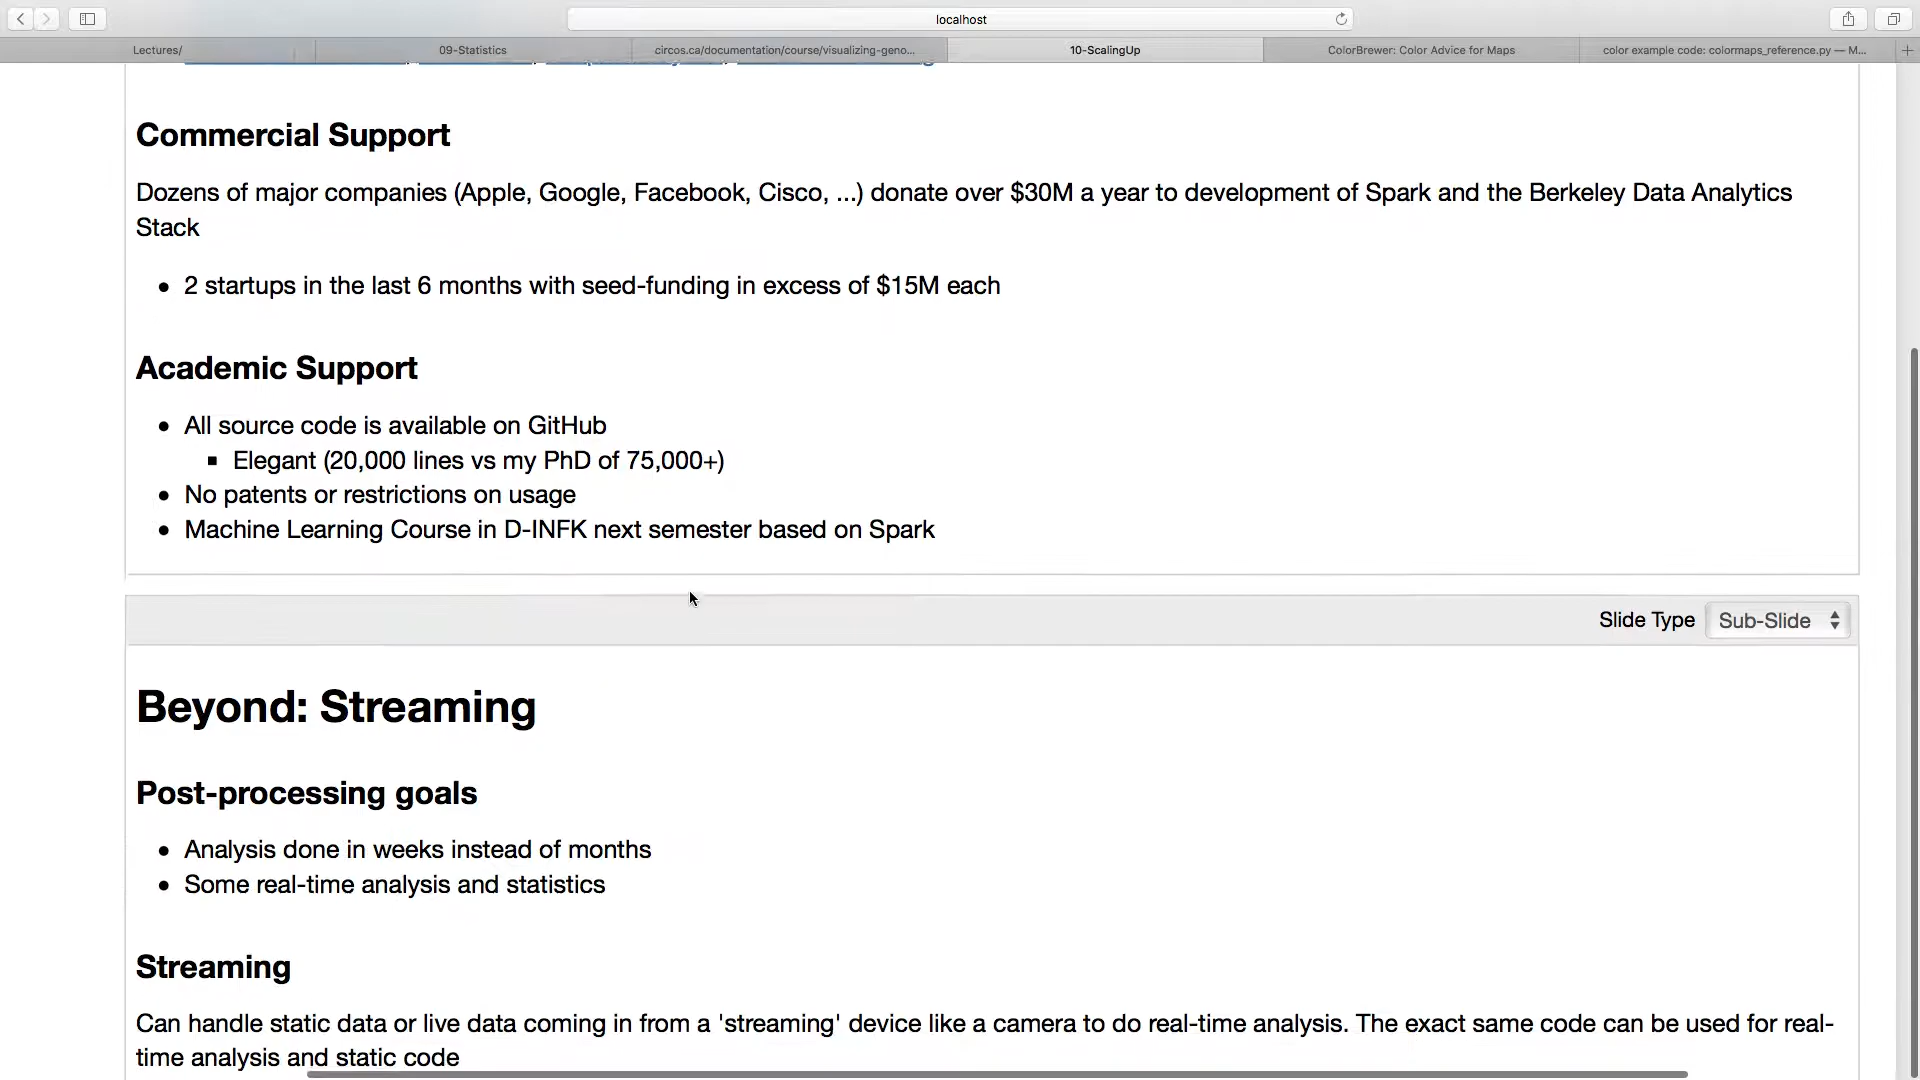 localhost
Lectures/
09-Statistics
circos.ca/documentation/course/visualizing-geno...
10-ScalingUp
ColorBrewer: Color Advice for Maps
color example code: colormaps_reference.py — M...
Commercial Support
Dozens of major companies (Apple, Google, Facebook, Cisco, ...) donate over $30M a year to development of Spark and the Berkeley Data Analytics
Stack
• 2 startups in the last 6 months with seed-funding in excess of $15M each
Academic Support
• All source code is available on GitHub
▪ Elegant (20,000 lines vs my PhD of 75,000+)
• No patents or restrictions on usage
• Machine Learning Course in D-INFK next semester based on Spark
Slide Type Sub-Slide
Beyond: Streaming
Post-processing goals
• Analysis done in weeks instead of months
• Some real-time analysis and statistics
Streaming
Can handle static data or live data coming in from a 'streaming' device like a camera to do real-time analysis. The exact same code can be used for real-
time analysis and static code